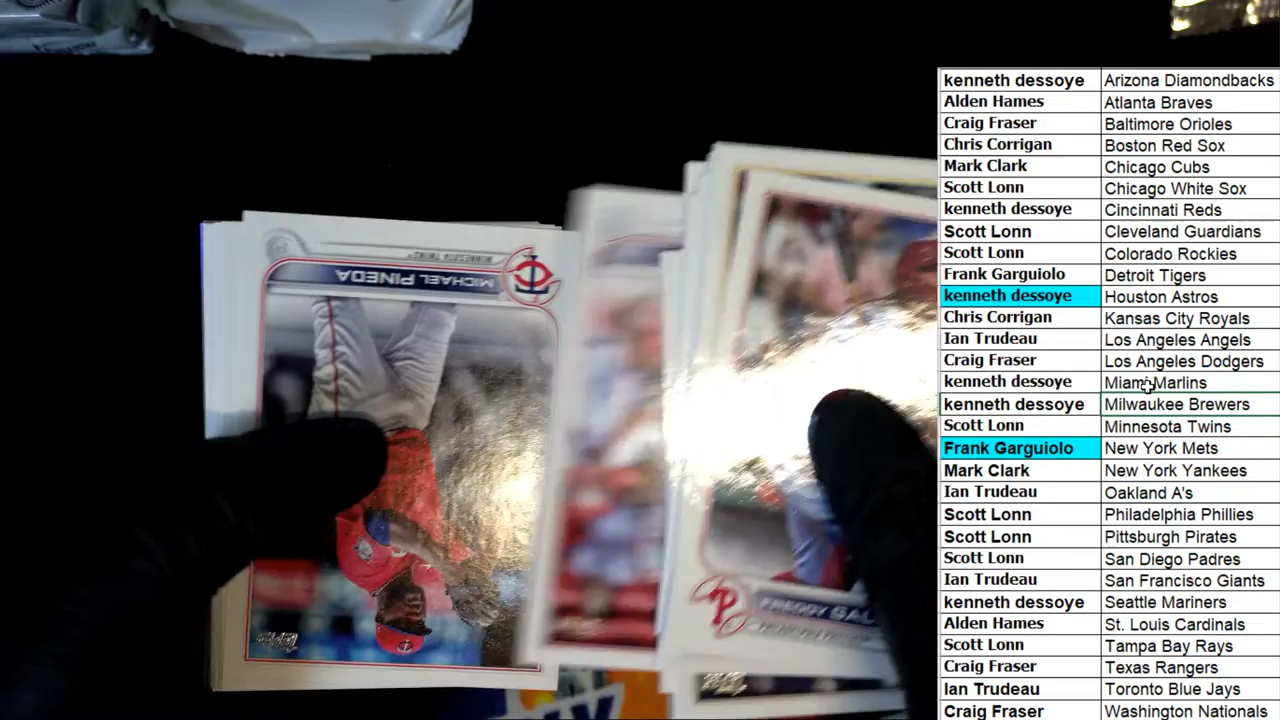 kenneth dessoye Arizona Diamondbacks
Alden Hames Atlanta Braves
Craig Fraser Baltimore Orioles
Chris Corrigan Boston Red Sox
Mark Clark Chicago Cubs
Scott Lonn Chicago White Sox
kenneth dessoye Cincinnati Reds
Scott Lonn Cleveland Guardians
Scott Lonn Colorado Rockies
Frank Garguiolo Detroit Tigers
kenneth dessoye Houston Astros
Chris Corrigan Kansas City Royals
Ian Trudeau Los Angeles Angels
Craig Fraser Los Angeles Dodgers
kenneth dessoye Miami Marlins
kenneth dessoye Milwaukee Brewers
Scott Lonn Minnesota Twins
Frank Garguiolo New York Mets
Mark Clark New York Yankees
Ian Trudeau Oakland A's
Scott Lonn Philadelphia Phillies
Scott Lonn Pittsburgh Pirates
Scott Lonn San Diego Padres
Ian Trudeau San Francisco Giants
kenneth dessoye Seattle Mariners
Alden Hames St. Louis Cardinals
Scott Lonn Tampa Bay Rays
Craig Fraser Texas Rangers
Ian Trudeau Toronto Blue Jays
Craig Fraser Washington Nationals
MINNESOTA TWINS
MICHAEL PINEDA
Topps
P